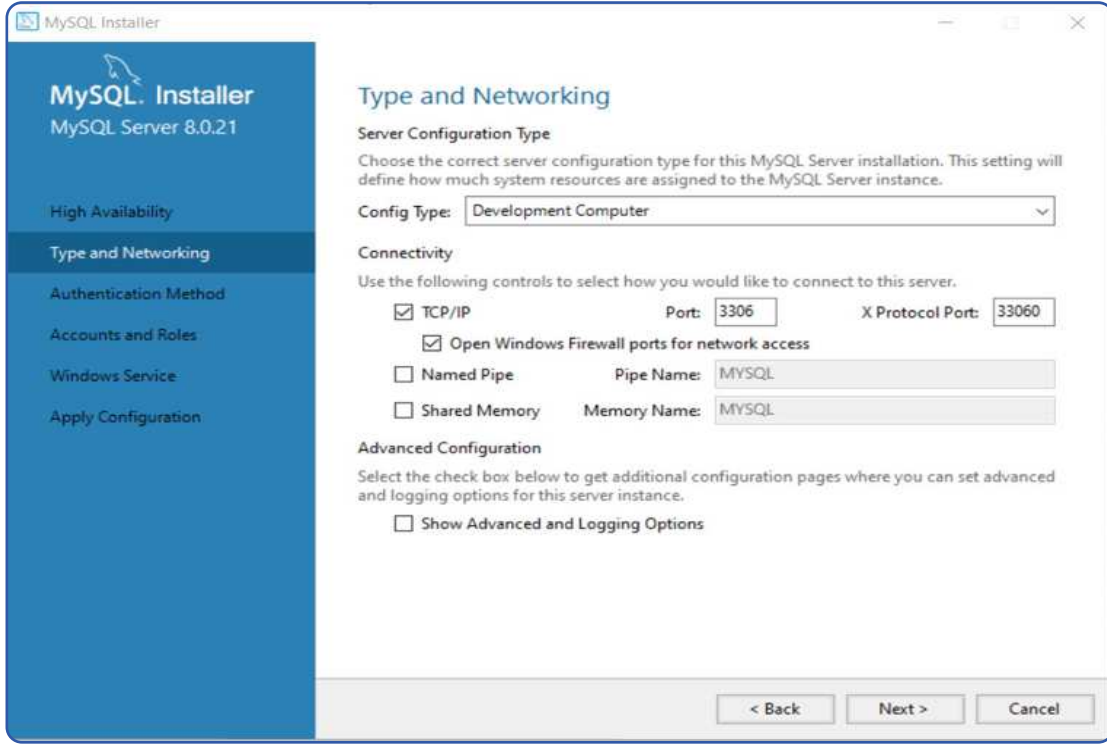 MySQL Installer
MySQL. Installer
MySQL Server 8.0.21
High Availability
Type and Networking
Authentication Method
Accounts and Roles
Windows Service
Apply Configuration
Type and Networking
Server Configuration Type
Choose the correct server configuration type for this MySQL Server installation. This setting will
define how much system resources are assigned to the MySQL Server instance.
Config Type: Development Computer
Connectivity
Use the following controls to select how you would like to connect to this server.
TCP/IP Port: 3306 X Protocol Port: 33060
Open Windows Firewall ports for network access
Named Pipe Pipe Name: MYSQL
Shared Memory Memory Name: MYSQL
Advanced Configuration
Select the check box below to get additional configuration pages where you can set advanced
and logging options for this server instance.
Show Advanced and Logging Options
< Back Next > Cancel